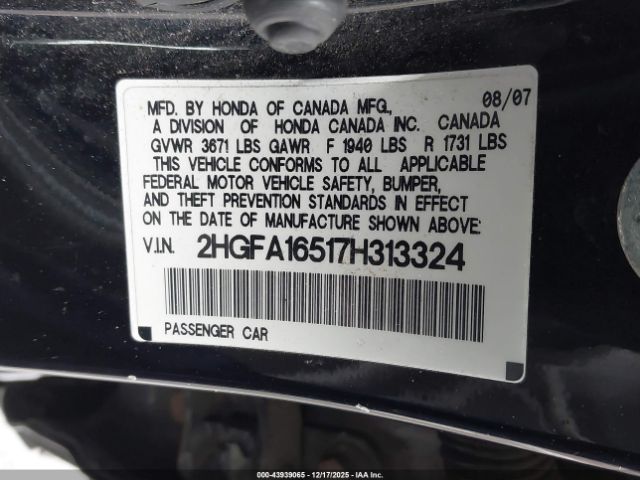 MFD. BY HONDA OF CANADA MFG., 08/07
A DIVISION OF HONDA CANADA INC. CANADA
GVWR 3671 LBS GAWR F 1940 LBS R 1731 LBS
THIS VEHICLE CONFORMS TO ALL APPLICABLE
FEDERAL MOTOR VEHICLE SAFETY, BUMPER,
AND THEFT PREVENTION STANDARDS IN EFFECT
ON THE DATE OF MANUFACTURE SHOWN ABOVE:
V.I.N. 2HGFA16517H313324
PASSENGER CAR
00-43939065 - 12/17/2025 - IAA Inc.